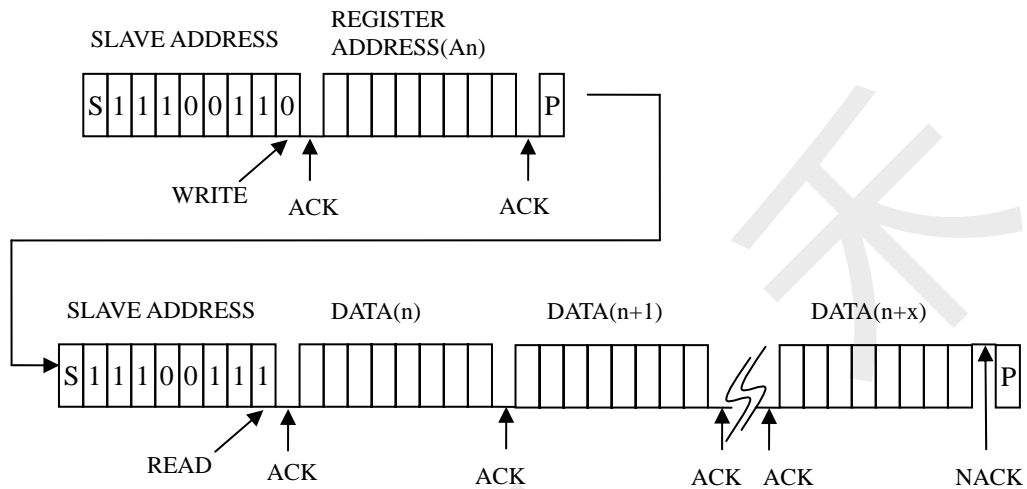 SLAVE ADDRESS
REGISTER
ADDRESS(An)
S 1 1 1 0 0 1 1 0 P
WRITE
ACK
ACK
SLAVE ADDRESS
DATA(n)
DATA(n+1)
DATA(n+x)
S 1 1 1 0 0 1 1 1 P
READ
ACK
ACK
ACK
ACK
NACK
禾